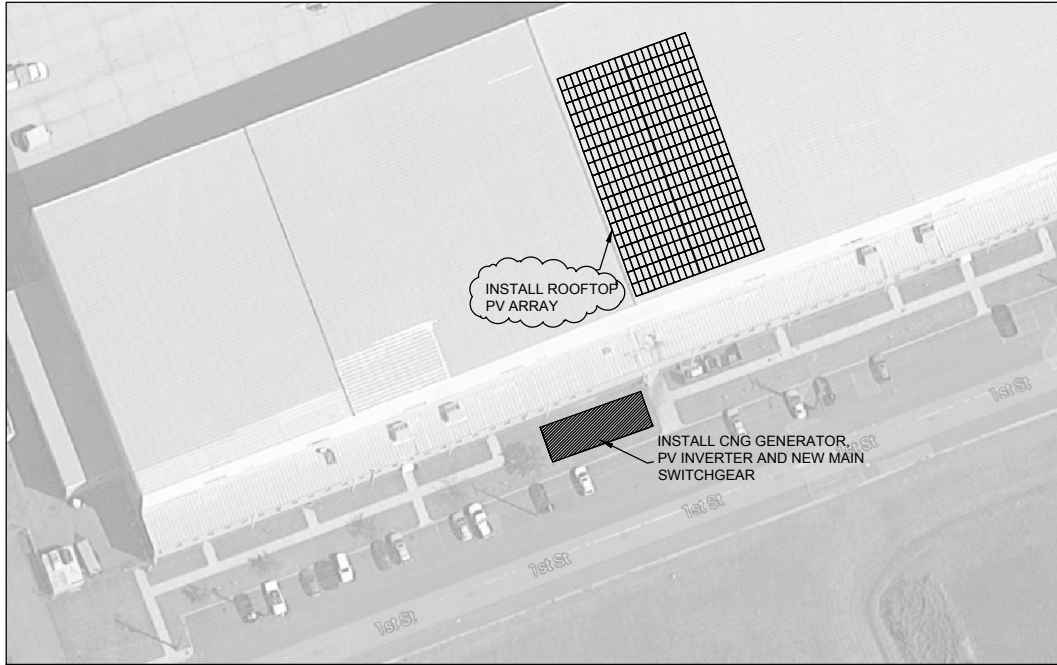 INSTALL ROOFTOP
PV ARRAY
INSTALL CNG GENERATOR,
PV INVERTER AND NEW MAIN
SWITCHGEAR
1st St
1st St
1st St
1st St
1st St